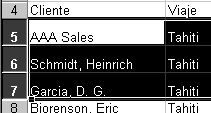 4 Cliente Viaje
5 AAA Sales Tahiti
6 Schmidt, Heinrich Tahiti
7 Garcia, D. G. Tahiti
8 Bjorenson, Eric Tahiti